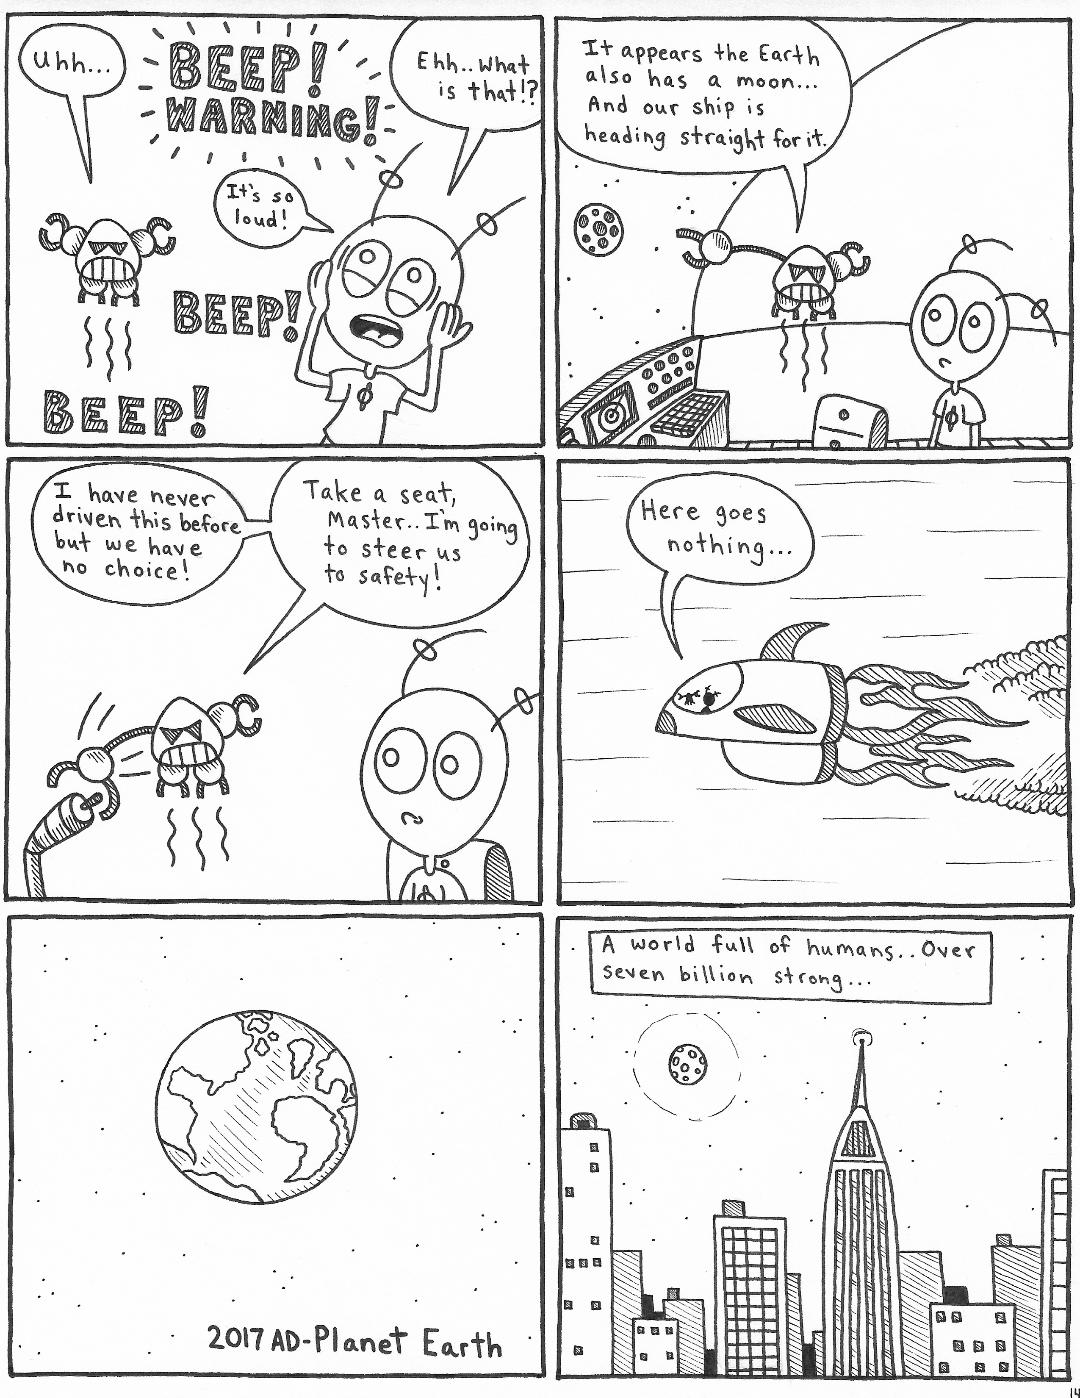 Uhh...
BEEP!
WARNING!
Ehh..What
is that!?
It's so
loud!
BEEP!
BEEP!
It appears the Earth
also has a moon...
And our ship is
heading straight for it.
I have never
driven this before
but we have
no choice!
Take a seat,
Master..I'm going
to steer us
to safety!
Here goes
nothing...
2017 AD-Planet Earth
A world full of humans..Over
seven billion strong...